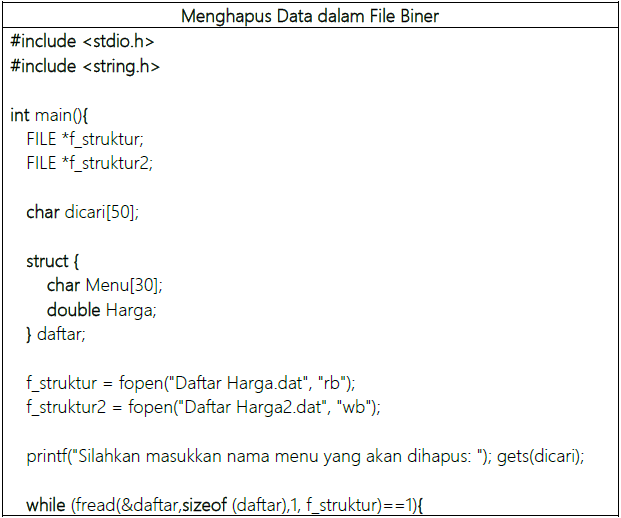 Menghapus Data dalam File Biner
#include <stdio.h>
#include <string.h>
int main(){
FILE *f_struktur;
FILE *f_struktur2;
char dicari[50];
struct {
char Menu[30];
double Harga;
} daftar;
f_struktur = fopen("Daftar Harga.dat", "rb");
f_struktur2 = fopen("Daftar Harga2.dat", "wb");
printf("Silahkan masukkan nama menu yang akan dihapus: "); gets(dicari);
while (fread(&daftar,sizeof (daftar),1, f_struktur)==1){